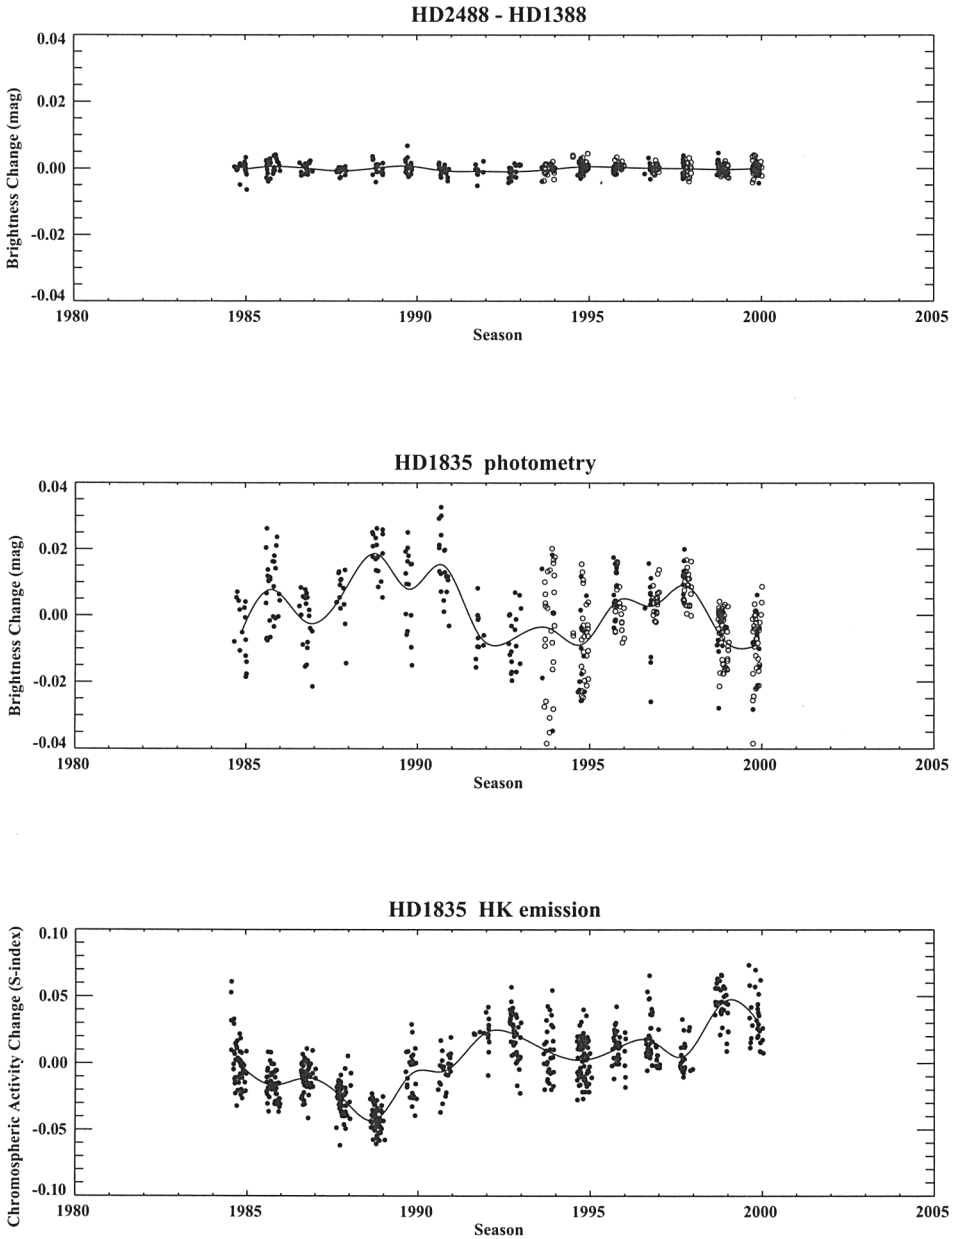 HD2488 - HD1388
Brightness Change (mag)
0.04
0.02
0.00
-0.02
-0.04
1980 1985 1990 1995 2000 2005
Season
HD1835 photometry
Brightness Change (mag)
0.04
0.02
0.00
-0.02
-0.04
1980 1985 1990 1995 2000 2005
Season
HD1835 HK emission
Chromospheric Activity Change (S-index)
0.10
0.05
0.00
-0.05
-0.10
1980 1985 1990 1995 2000 2005
Season